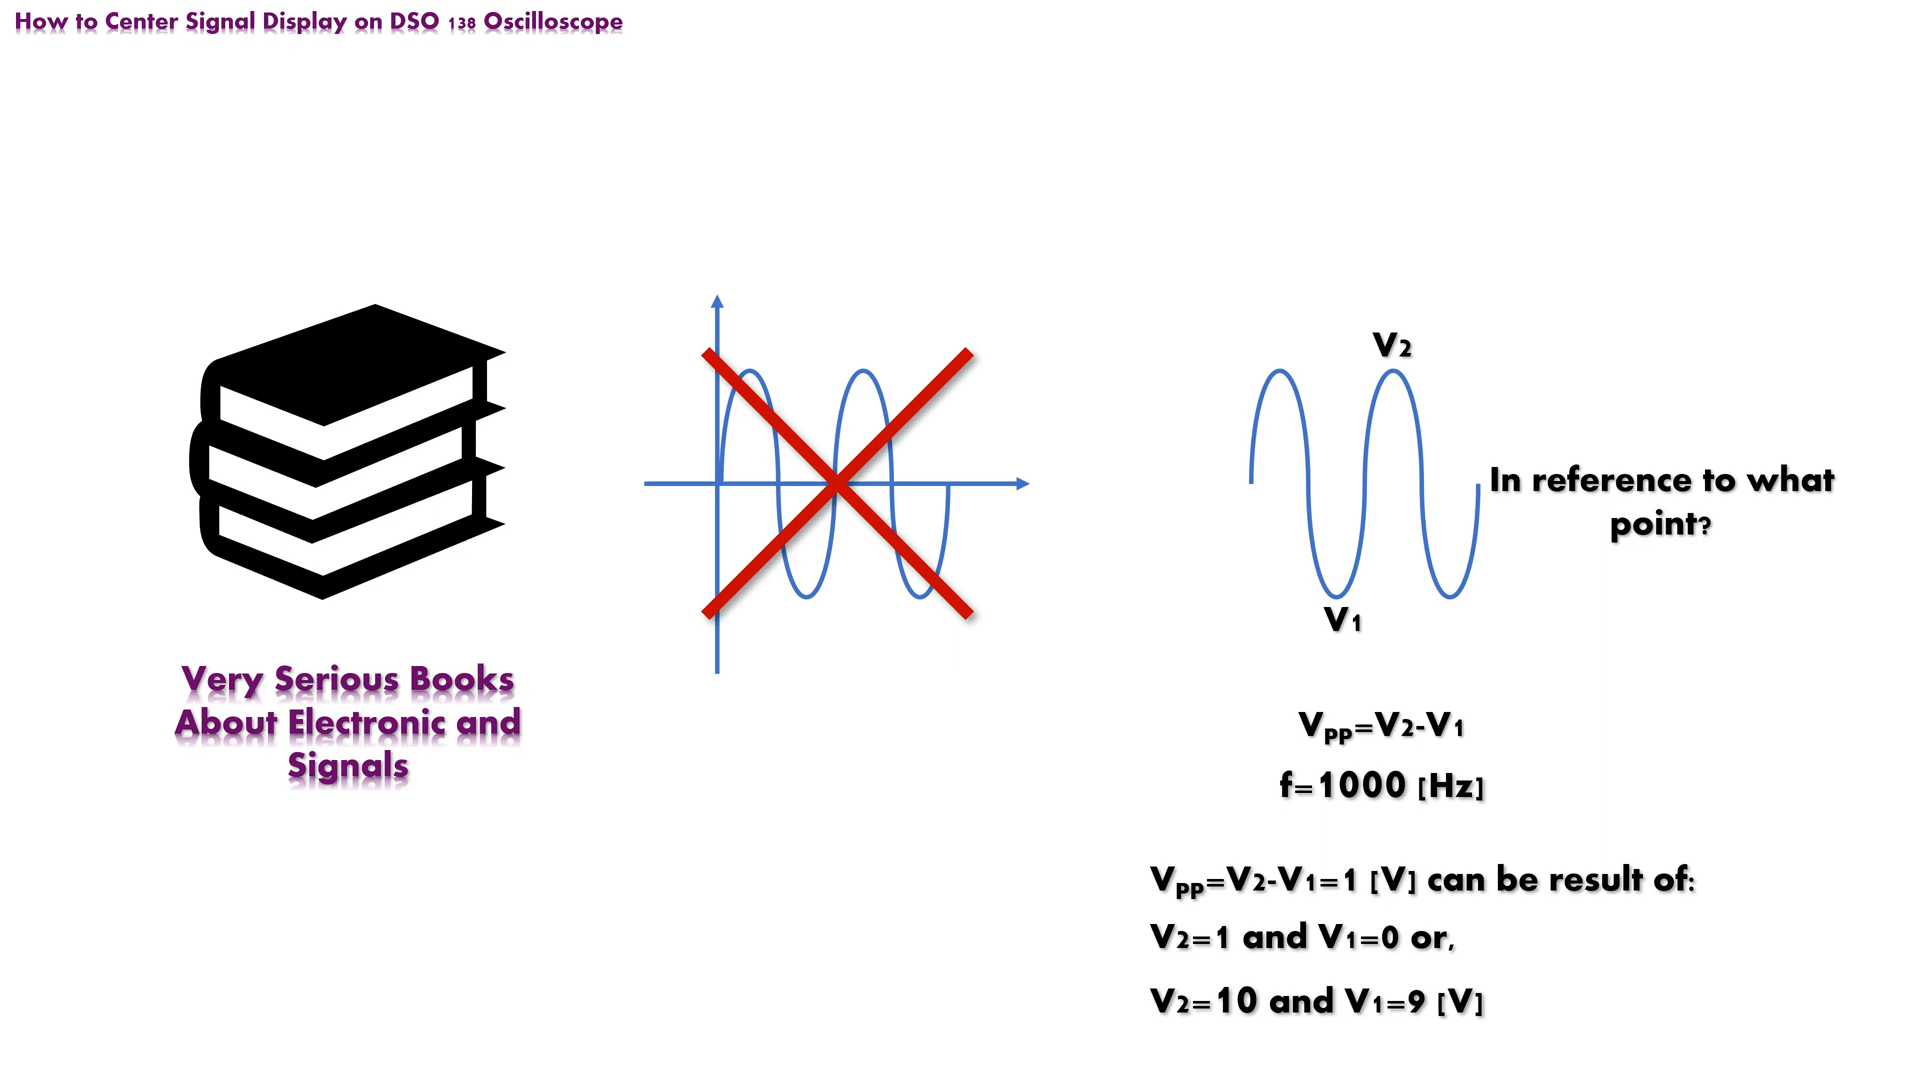 How to Center Signal Display on DSO 138 Oscilloscope
Very Serious Books
About Electronic and
Signals
V2
V1
In reference to what
point?
Vpp=V2-V1
f=1000 [Hz]
Vpp=V2-V1=1 [V] can be result of:
V2=1 and V1=0 or,
V2=10 and V1=9 [V]